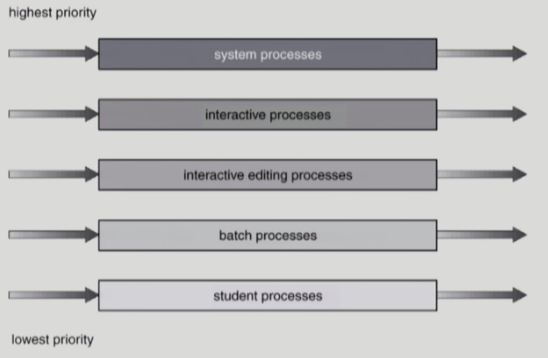 highest priority
system processes
interactive processes
interactive editing processes
batch processes
student processes
lowest priority